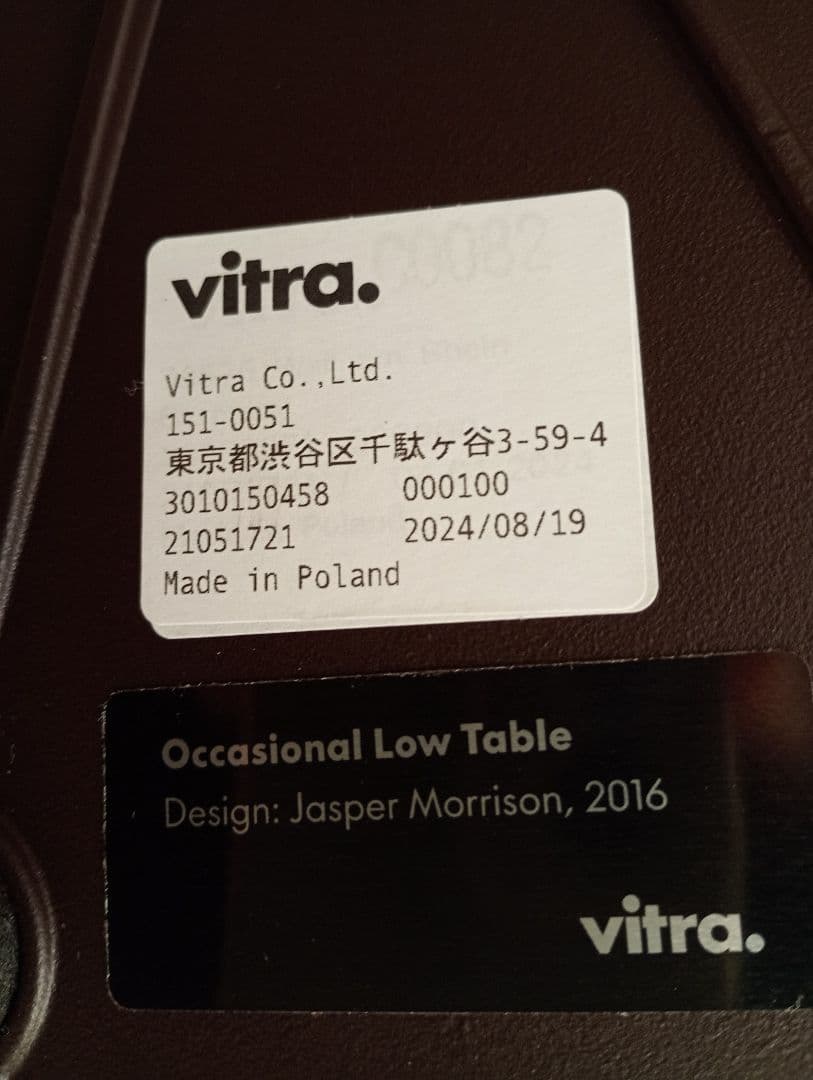 vitra.
Vitra Co.,Ltd.
151-0051
東京都渋谷区千駄ヶ谷3-59-4
3010150458 000100
21051721 2024/08/19
Made in Poland
Occasional Low Table
Design: Jasper Morrison, 2016
vitra.